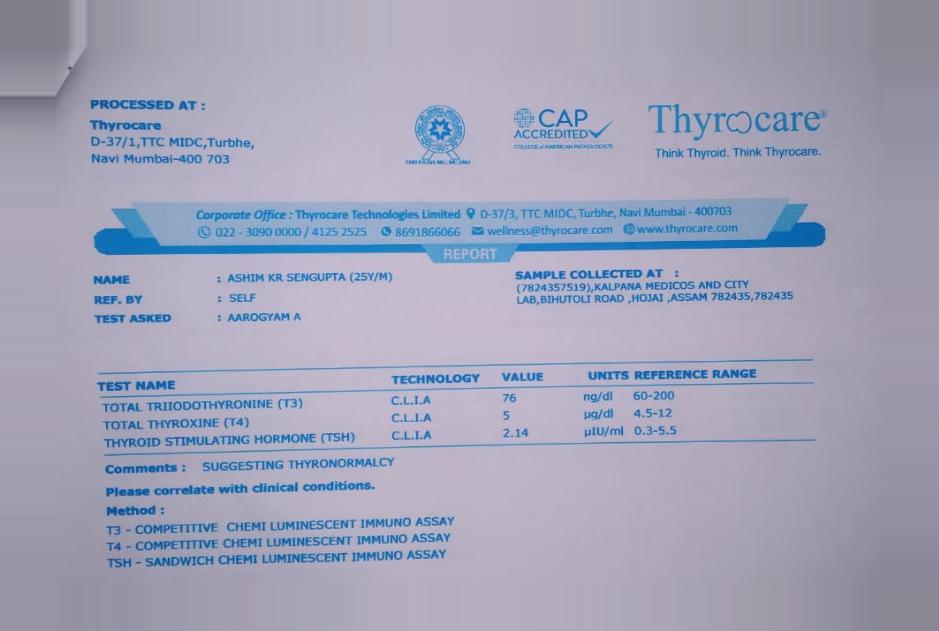 PROCESSED AT :
Thyrocare
D-37/1,TTC MIDC,Turbhe,
Navi Mumbai-400 703
CAP
ACCREDITED
COLLEGE of AMERICAN PATHOLOGISTS
Thyrocare®
Think Thyroid. Think Thyrocare.
Corporate Office : Thyrocare Technologies Limited D-37/3, TTC MIDC, Turbhe, Navi Mumbai - 400703
022 - 3090 0000 / 4125 2525 8691866066 wellness@thyrocare.com www.thyrocare.com
REPORT
NAME : ASHIM KR SENGUPTA (25Y/M)
REF. BY : SELF
TEST ASKED : AAROGYAM A
SAMPLE COLLECTED AT :
(7824357519),KALPANA MEDICOS AND CITY
LAB,BIHUTOLI ROAD ,HOJAI ,ASSAM 782435,782435
TEST NAME TECHNOLOGY VALUE UNITS REFERENCE RANGE
TOTAL TRIIODOTHYRONINE (T3) C.L.I.A 76 ng/dl 60-200
TOTAL THYROXINE (T4) C.L.I.A 5 µg/dl 4.5-12
THYROID STIMULATING HORMONE (TSH) C.L.I.A 2.14 µIU/ml 0.3-5.5
Comments : SUGGESTING THYRONORMALCY
Please correlate with clinical conditions.
Method :
T3 - COMPETITIVE CHEMI LUMINESCENT IMMUNO ASSAY
T4 - COMPETITIVE CHEMI LUMINESCENT IMMUNO ASSAY
TSH - SANDWICH CHEMI LUMINESCENT IMMUNO ASSAY